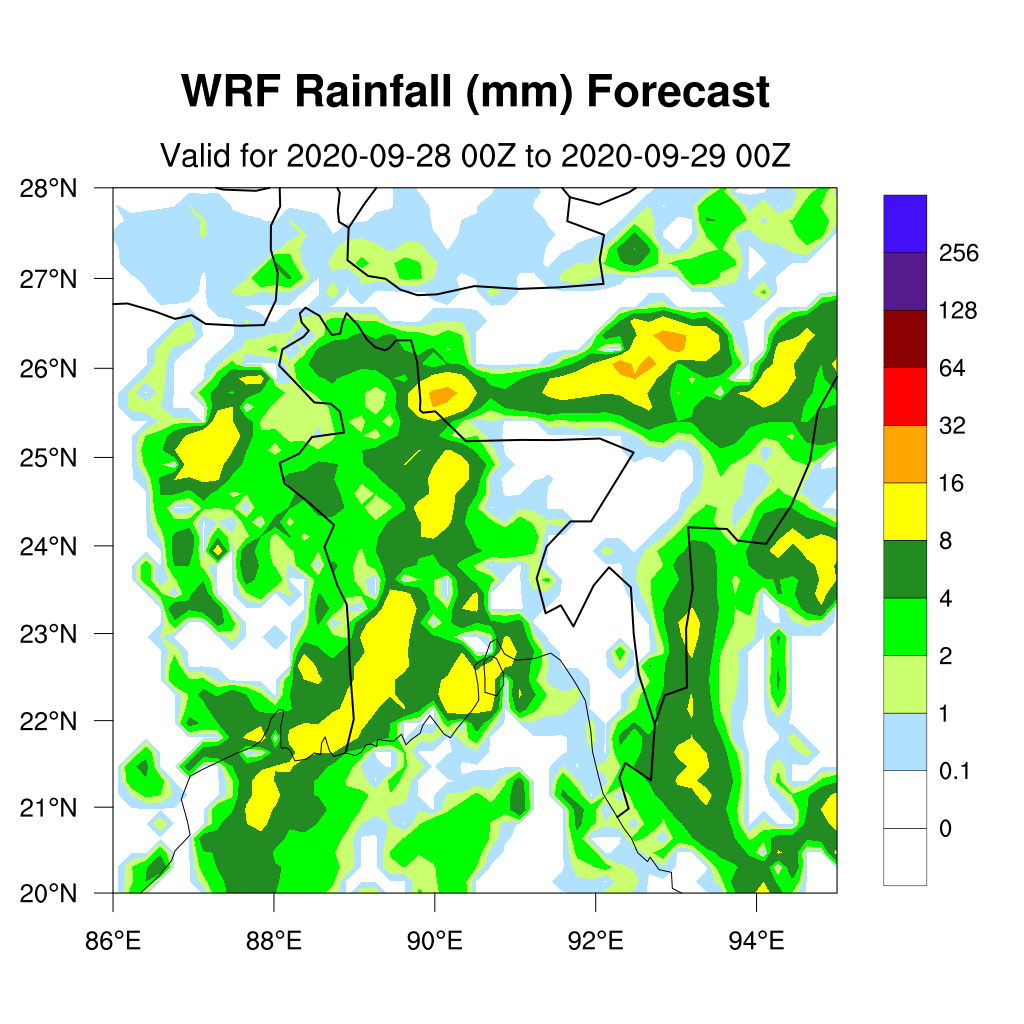 WRF Rainfall (mm) Forecast
Valid for 2020-09-28 00Z to 2020-09-29 00Z
28°N
27°N
26°N
25°N
24°N
23°N
22°N
21°N
20°N
86°E
88°E
90°E
92°E
94°E
256
128
64
32
16
8
4
2
1
0.1
0